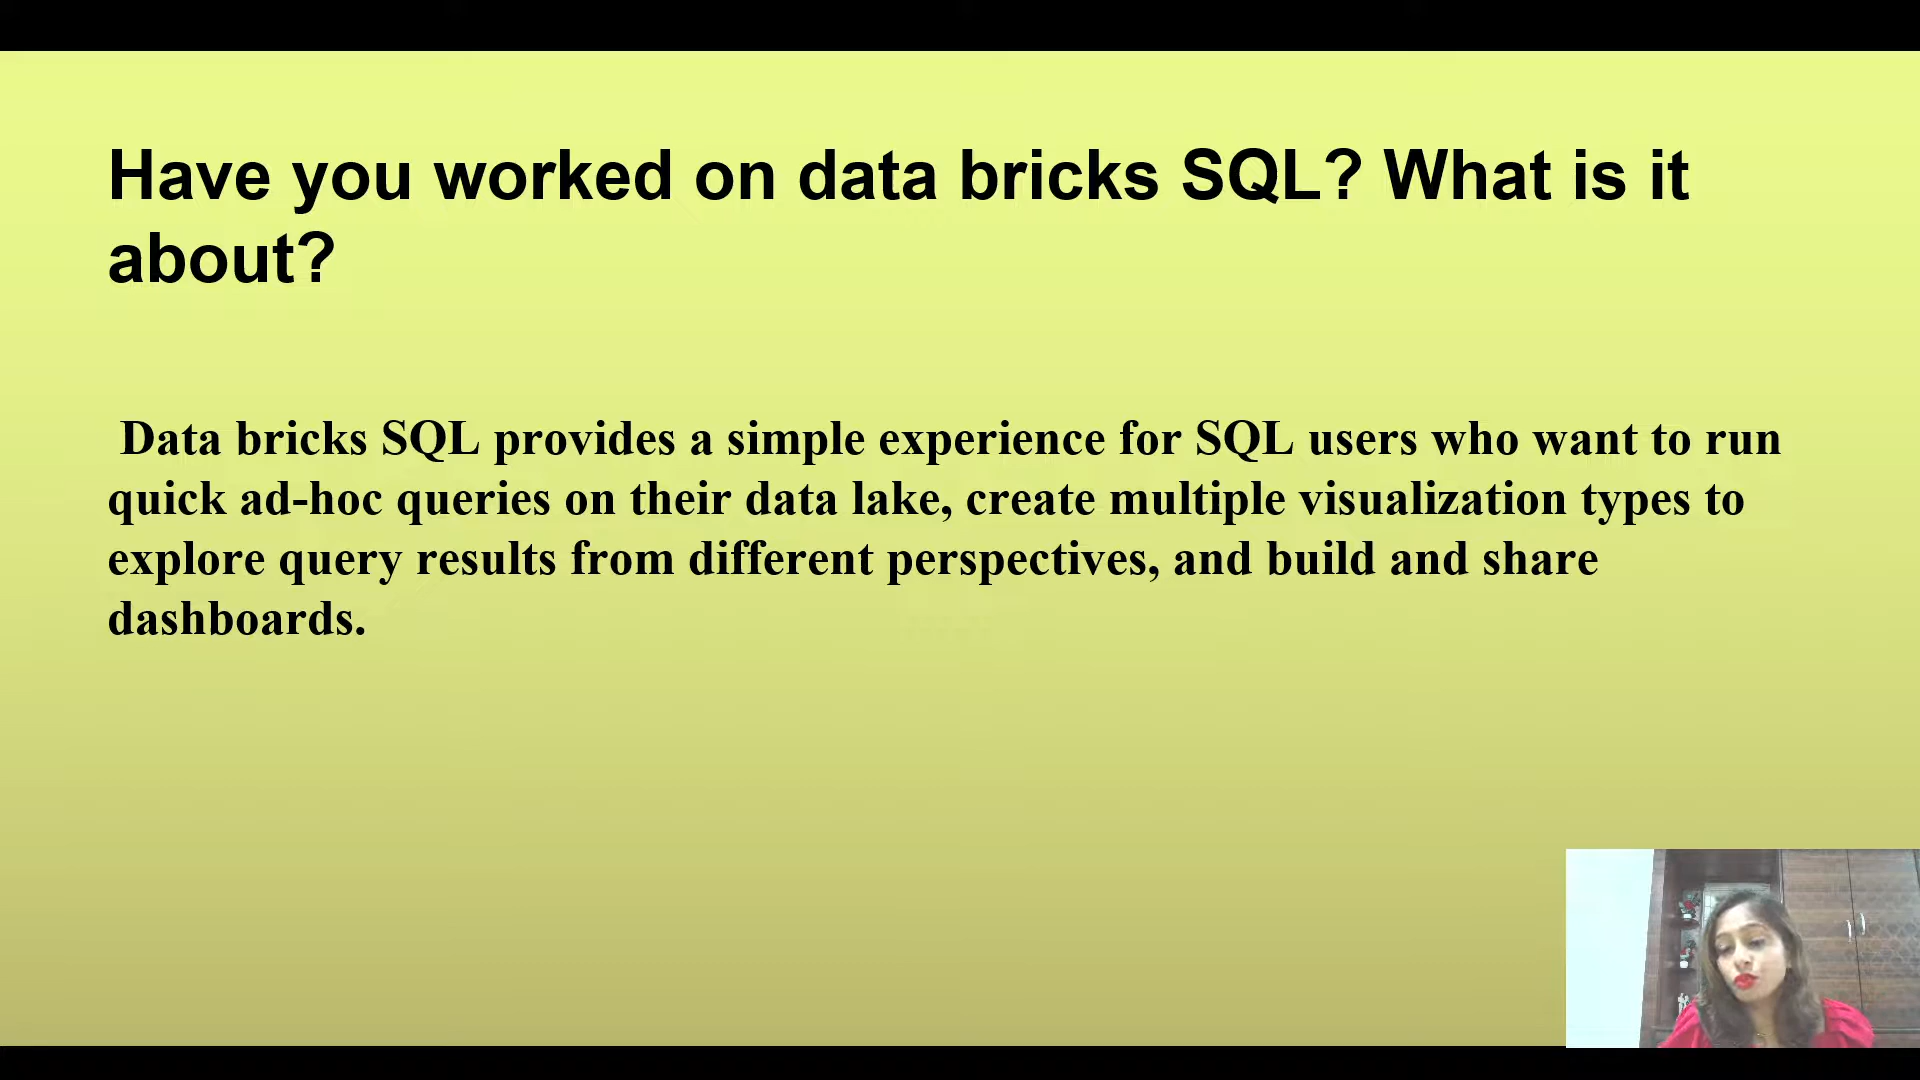 Have you worked on data bricks SQL? What is it
about?
Data bricks SQL provides a simple experience for SQL users who want to run
quick ad-hoc queries on their data lake, create multiple visualization types to
explore query results from different perspectives, and build and share
dashboards.